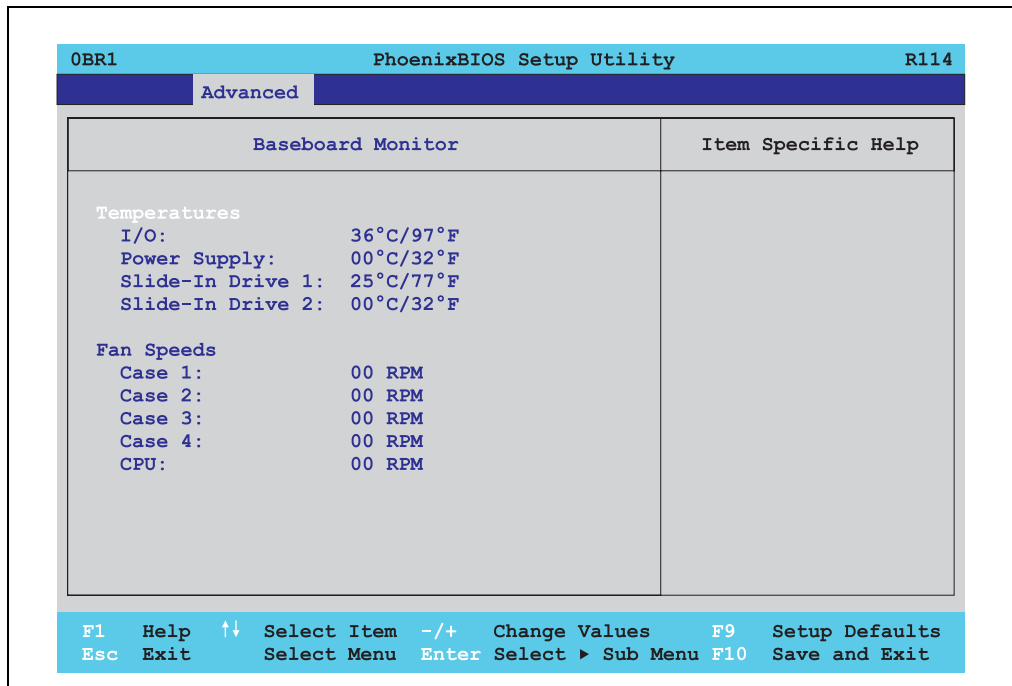 0BR1 PhoenixBIOS Setup Utility R114
Advanced
Baseboard Monitor Item Specific Help
Temperatures
I/O: 36°C/97°F
Power Supply: 00°C/32°F
Slide-In Drive 1: 25°C/77°F
Slide-In Drive 2: 00°C/32°F
Fan Speeds
Case 1: 00 RPM
Case 2: 00 RPM
Case 3: 00 RPM
Case 4: 00 RPM
CPU: 00 RPM
F1 Help ↑↓ Select Item -/+ Change Values F9 Setup Defaults
Esc Exit Select Menu Enter Select ▶ Sub Menu F10 Save and Exit